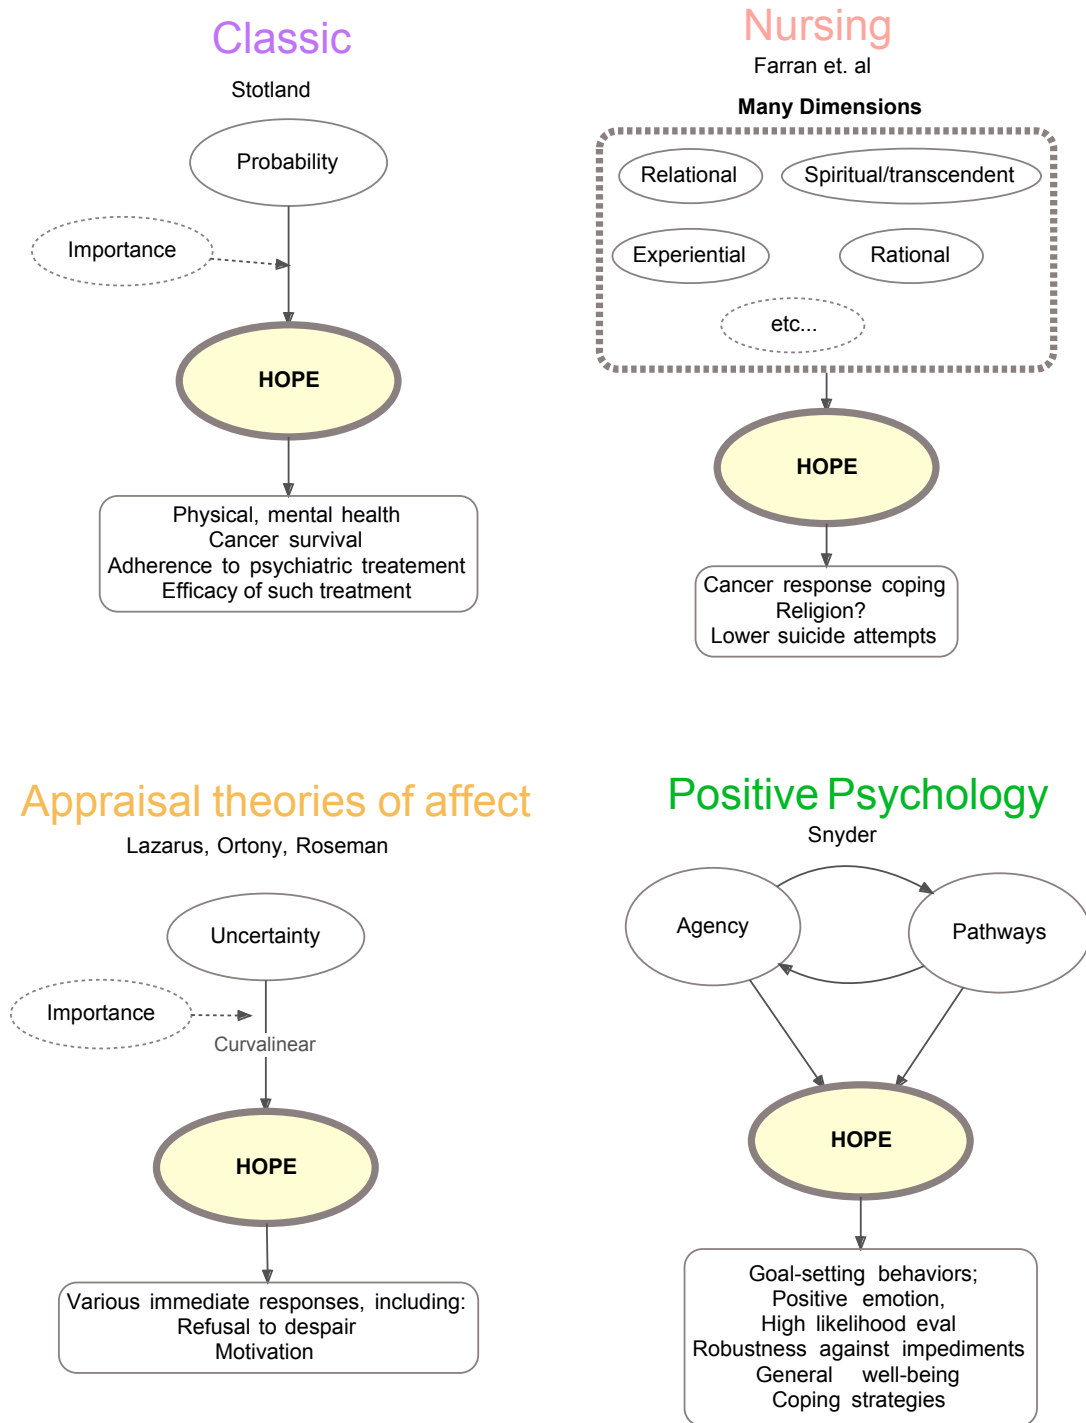 Classic
Stotland
Probability
Importance
HOPE
Physical, mental health
Cancer survival
Adherence to psychiatric treatement
Efficacy of such treatment
Nursing
Farran et. al
Many Dimensions
Relational
Spiritual/transcendent
Experiential
Rational
etc...
HOPE
Cancer response coping
Religion?
Lower suicide attempts
Appraisal theories of affect
Lazarus, Ortony, Roseman
Uncertainty
Importance
Curvalinear
HOPE
Various immediate responses, including:
Refusal to despair
Motivation
Positive Psychology
Snyder
Agency
Pathways
HOPE
Goal-setting behaviors;
Positive emotion,
High likelihood eval
Robustness against impediments
General well-being
Coping strategies